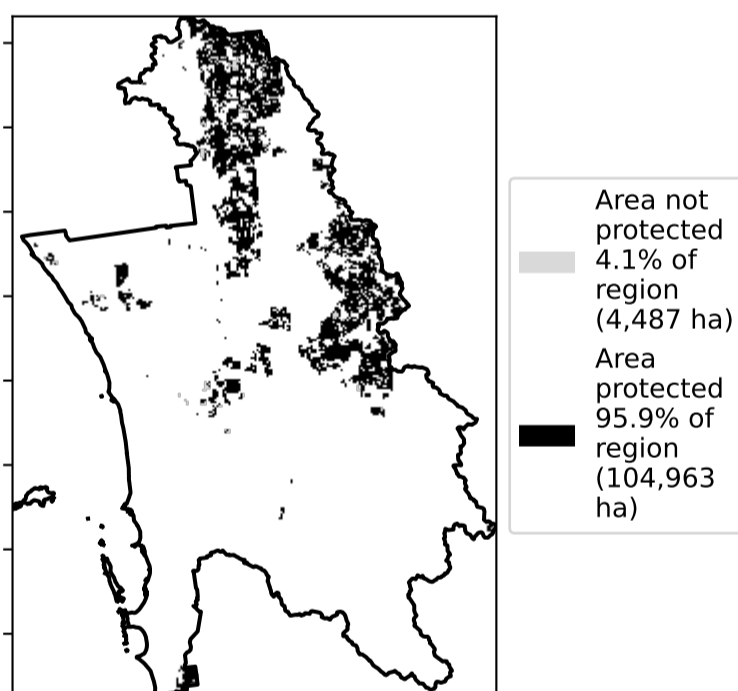 Area not
protected
4.1% of
region
(4,487 ha)
Area
protected
95.9% of
region
(104,963
ha)